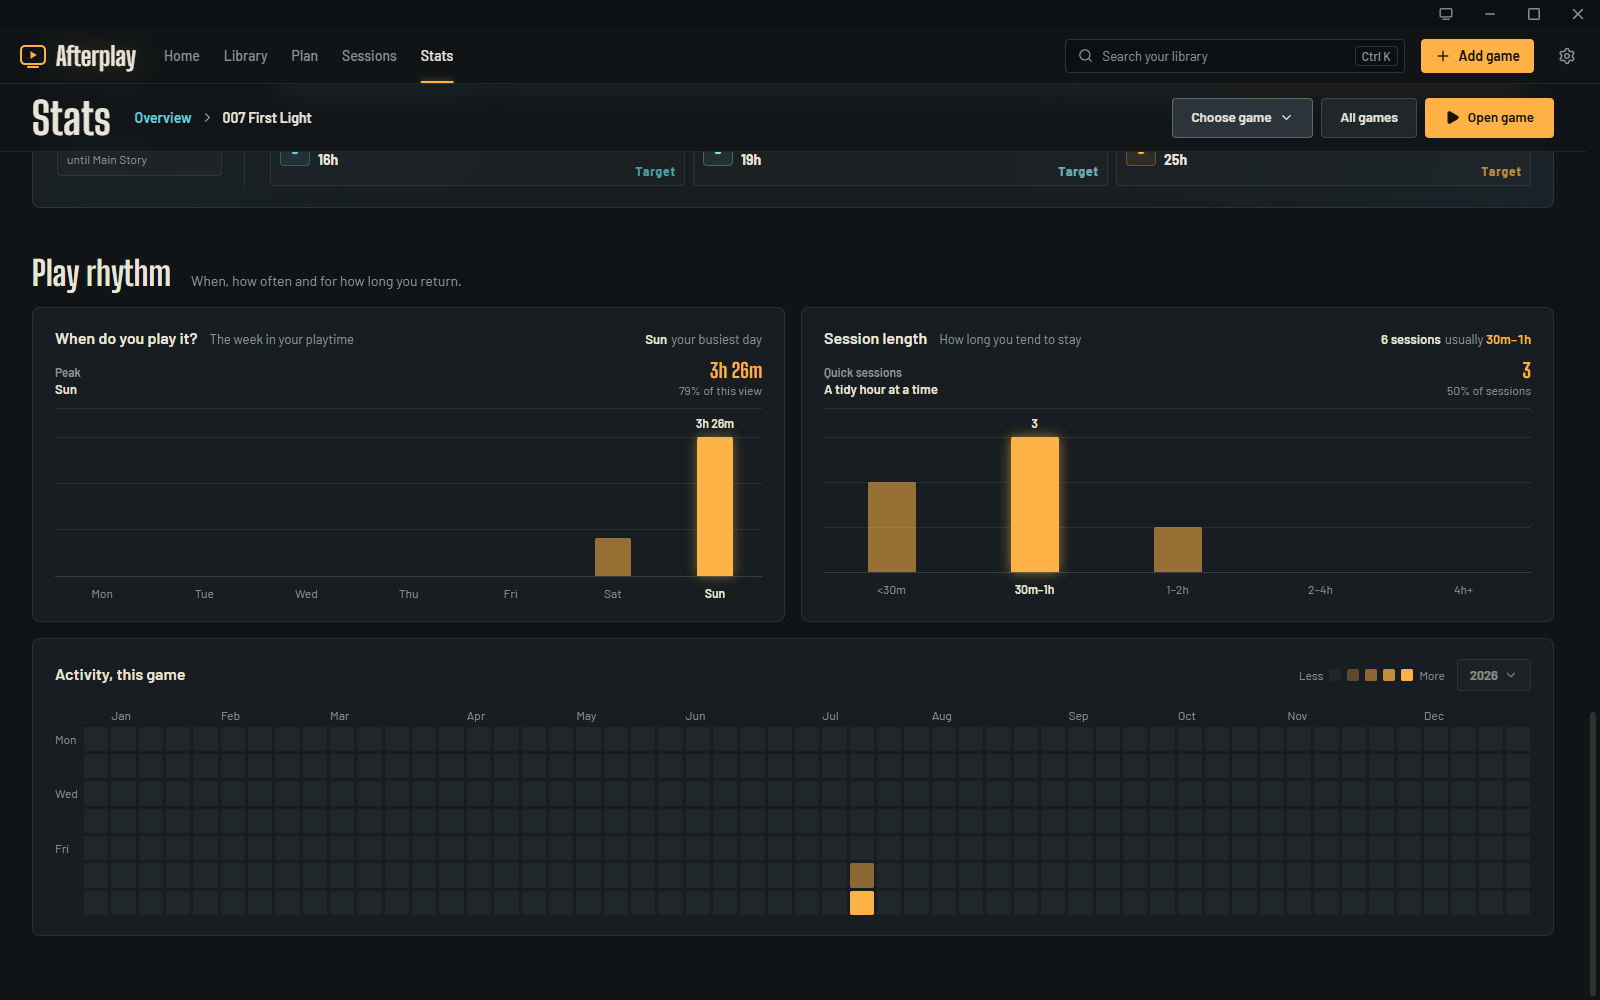 Afterplay Home Library Plan Sessions Stats Search your library Ctrl K Add game
Stats Overview 007 First Light Choose game All games Open game
until Main Story 16h Target 19h Target 25h Target
Play rhythm When, how often and for how long you return.
When do you play it? The week in your playtime Sun your busiest day
Peak 3h 26m
Sun 79% of this view
3h 26m
Mon Tue Wed Thu Fri Sat Sun
Session length How long you tend to stay 6 sessions usually 30m–1h
Quick sessions 3
A tidy hour at a time 50% of sessions
3
<30m 30m–1h 1–2h 2–4h 4h+
Activity, this game Less More 2026
Jan Feb Mar Apr May Jun Jul Aug Sep Oct Nov Dec
Mon
Wed
Fri